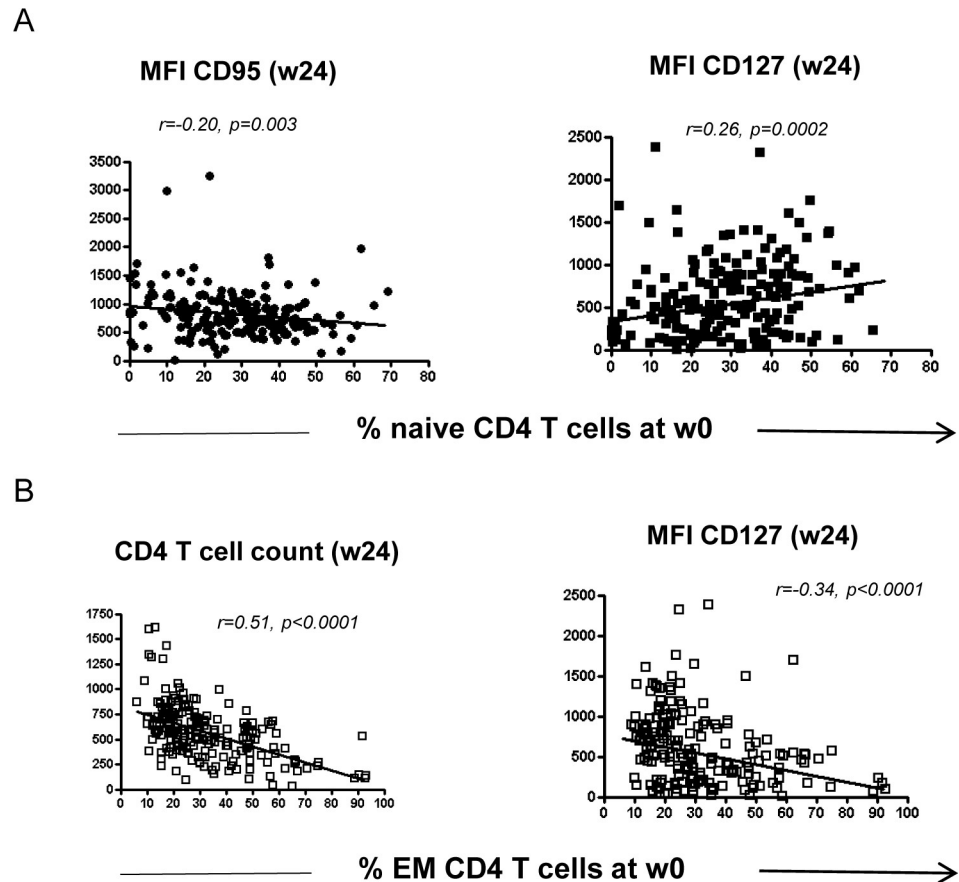 A
MFI CD95 (w24)
r=-0.20, p=0.003
3500
3000
2500
2000
1500
1000
500
0
0 10 20 30 40 50 60 70 80
MFI CD127 (w24)
r=0.26, p=0.0002
2500
2000
1500
1000
500
0
0 10 20 30 40 50 60 70 80
% naive CD4 T cells at w0
B
CD4 T cell count (w24)
r=0.51, p<0.0001
1750
1500
1250
1000
750
500
250
0
0 10 20 30 40 50 60 70 80 90 100
MFI CD127 (w24)
r=-0.34, p<0.0001
2500
2000
1500
1000
500
0
0 10 20 30 40 50 60 70 80 90 100
% EM CD4 T cells at w0